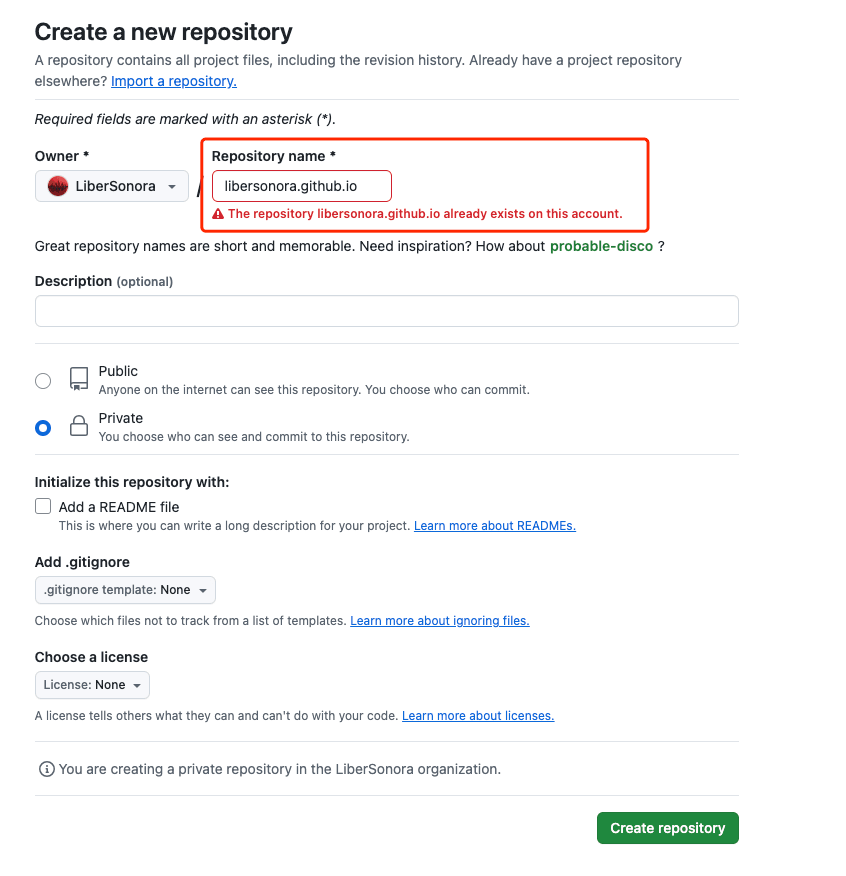 Create a new repository
A repository contains all project files, including the revision history. Already have a project repository
elsewhere? Import a repository.
Required fields are marked with an asterisk (*).
Owner *
Repository name *
LiberSonora
/
libersonora.github.io
The repository libersonora.github.io already exists on this account.
Great repository names are short and memorable. Need inspiration? How about probable-disco ?
Description (optional)
Public
Anyone on the internet can see this repository. You choose who can commit.
Private
You choose who can see and commit to this repository.
Initialize this repository with:
Add a README file
This is where you can write a long description for your project. Learn more about READMEs.
Add .gitignore
.gitignore template: None
Choose which files not to track from a list of templates. Learn more about ignoring files.
Choose a license
License: None
A license tells others what they can and can't do with your code. Learn more about licenses.
You are creating a private repository in the LiberSonora organization.
Create repository